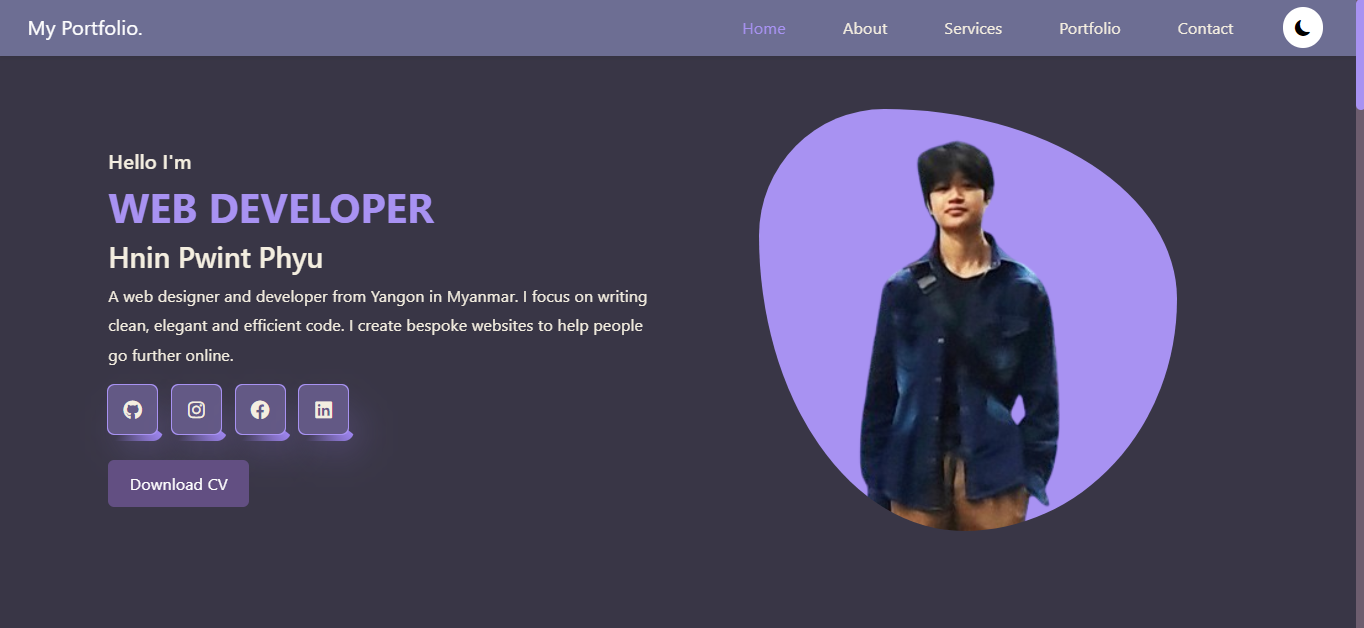 My Portfolio.
Home
About
Services
Portfolio
Contact
Hello I'm
WEB DEVELOPER
Hnin Pwint Phyu
A web designer and developer from Yangon in Myanmar. I focus on writing
clean, elegant and efficient code. I create bespoke websites to help people
go further online.
Download CV